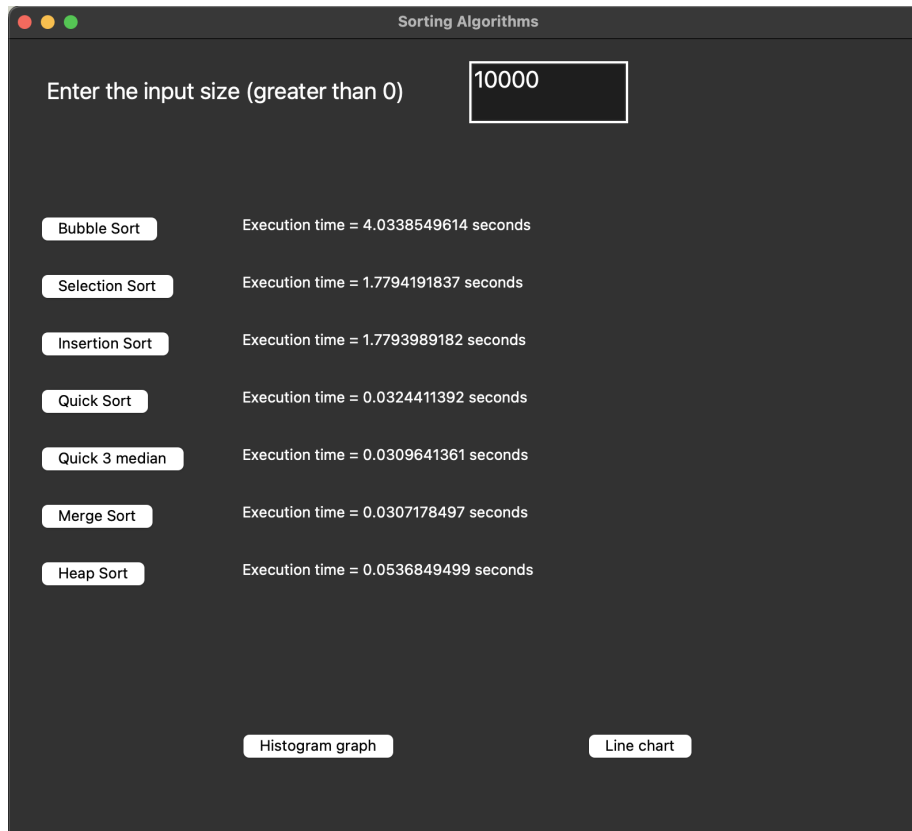 Sorting Algorithms
Enter the input size (greater than 0) 10000
Bubble Sort Execution time = 4.0338549614 seconds
Selection Sort Execution time = 1.7794191837 seconds
Insertion Sort Execution time = 1.7793989182 seconds
Quick Sort Execution time = 0.0324411392 seconds
Quick 3 median Execution time = 0.0309641361 seconds
Merge Sort Execution time = 0.0307178497 seconds
Heap Sort Execution time = 0.0536849499 seconds
Histogram graph Line chart